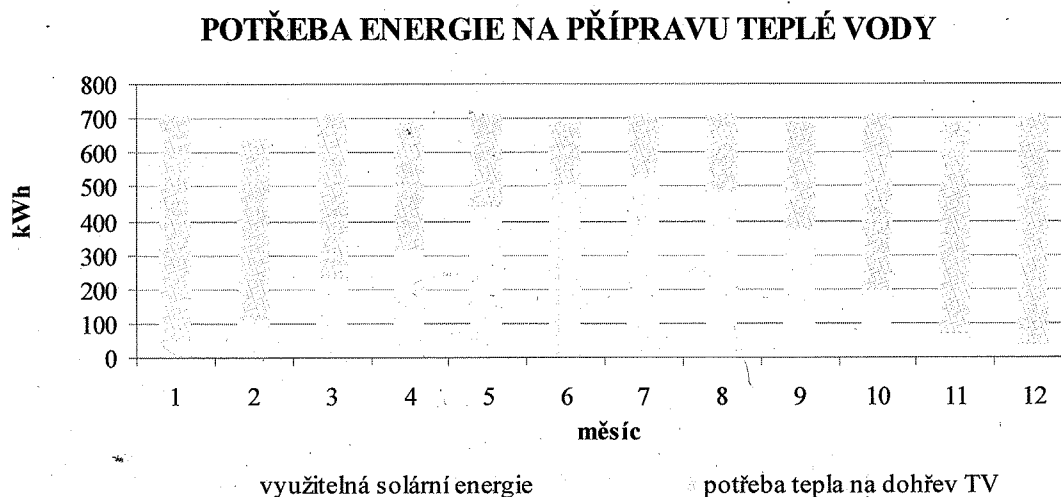 POTŘEBA ENERGIE NA PŘÍPRAVU TEPLÉ VODY
800
700
600
500
400
300
200
100
0
kWh
1 2 3 4 5 6 7 8 9 10 11 12
měsíc
využitelná solární energie potřeba tepla na dohřev TV